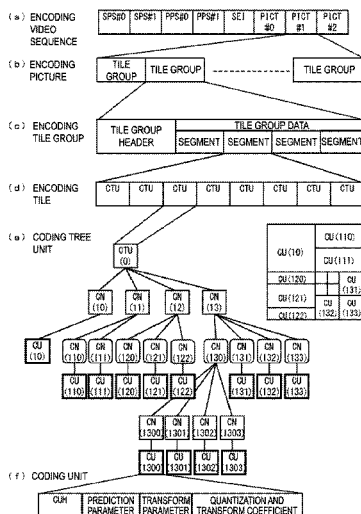 (a) ENCODING VIDEO SEQUENCE
SPS#0 SPS#1 PPS#0 PPS#1 SEI PICT #0 PICT #1 PICT #2
(b) ENCODING PICTURE
TILE GROUP TILE GROUP TILE GROUP
(c) ENCODING TILE GROUP
TILE GROUP HEADER
TILE GROUP DATA
SEGMENT SEGMENT SEGMENT SEGMENT
(d) ENCODING TILE
CTU CTU CTU CTU CTU CTU CTU
(e) CODING TREE UNIT
CTU (0)
CU(10)
CU(110)
CU(111)
CU(120)
CU(121)
CU(122)
CU (131)
CU (132)
CU (133)
CN (10) CN (11) CN (12) CN (13)
CU (10)
CN (110) CN (111) CN (120) CN (121) CN (122) CN (130) CN (131) CN (132) CN (133)
CU (110) CU (111) CU (120) CU (121) CU (122) CU (131) CU (132) CU (133)
CN (1300) CN (1301) CN (1302) CN (1303)
CU (1300) CU (1301) CU (1302) CU (1303)
(f) CODING UNIT
CUH
PREDICTION PARAMETER
TRANSFORM PARAMETER
QUANTIZATION AND TRANSFORM COEFFICIENT